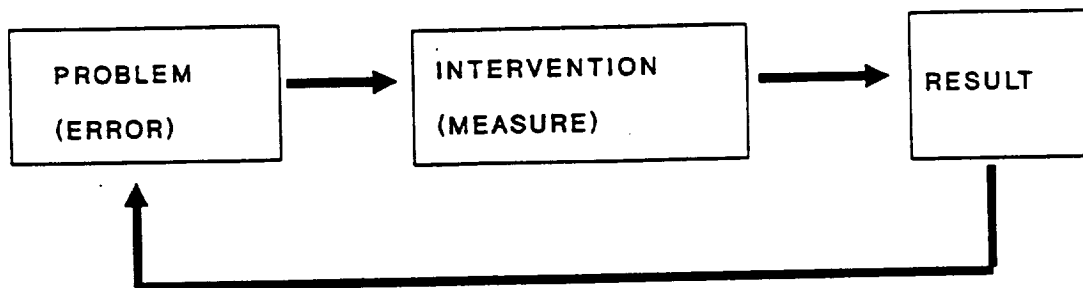 PROBLEM
(ERROR)
INTERVENTION
(MEASURE)
RESULT